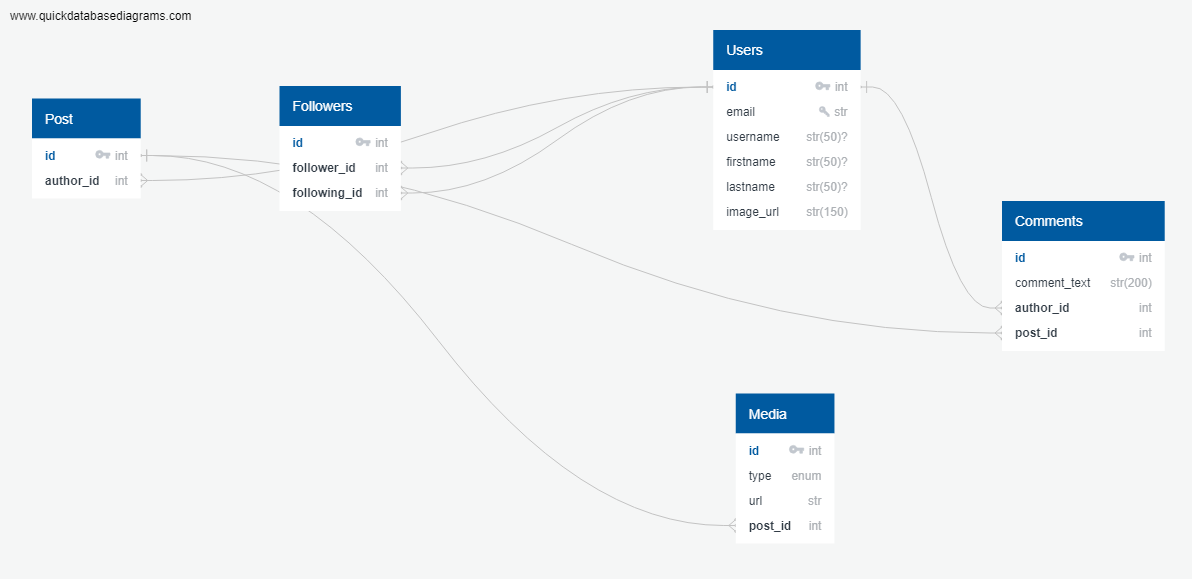 www.quickdatabasediagrams.com
Post
id int
author_id int
Followers
id int
follower_id int
following_id int
Users
id int
email str
username str(50)?
firstname str(50)?
lastname str(50)?
image_url str(150)
Comments
id int
comment_text str(200)
author_id int
post_id int
Media
id int
type enum
url str
post_id int